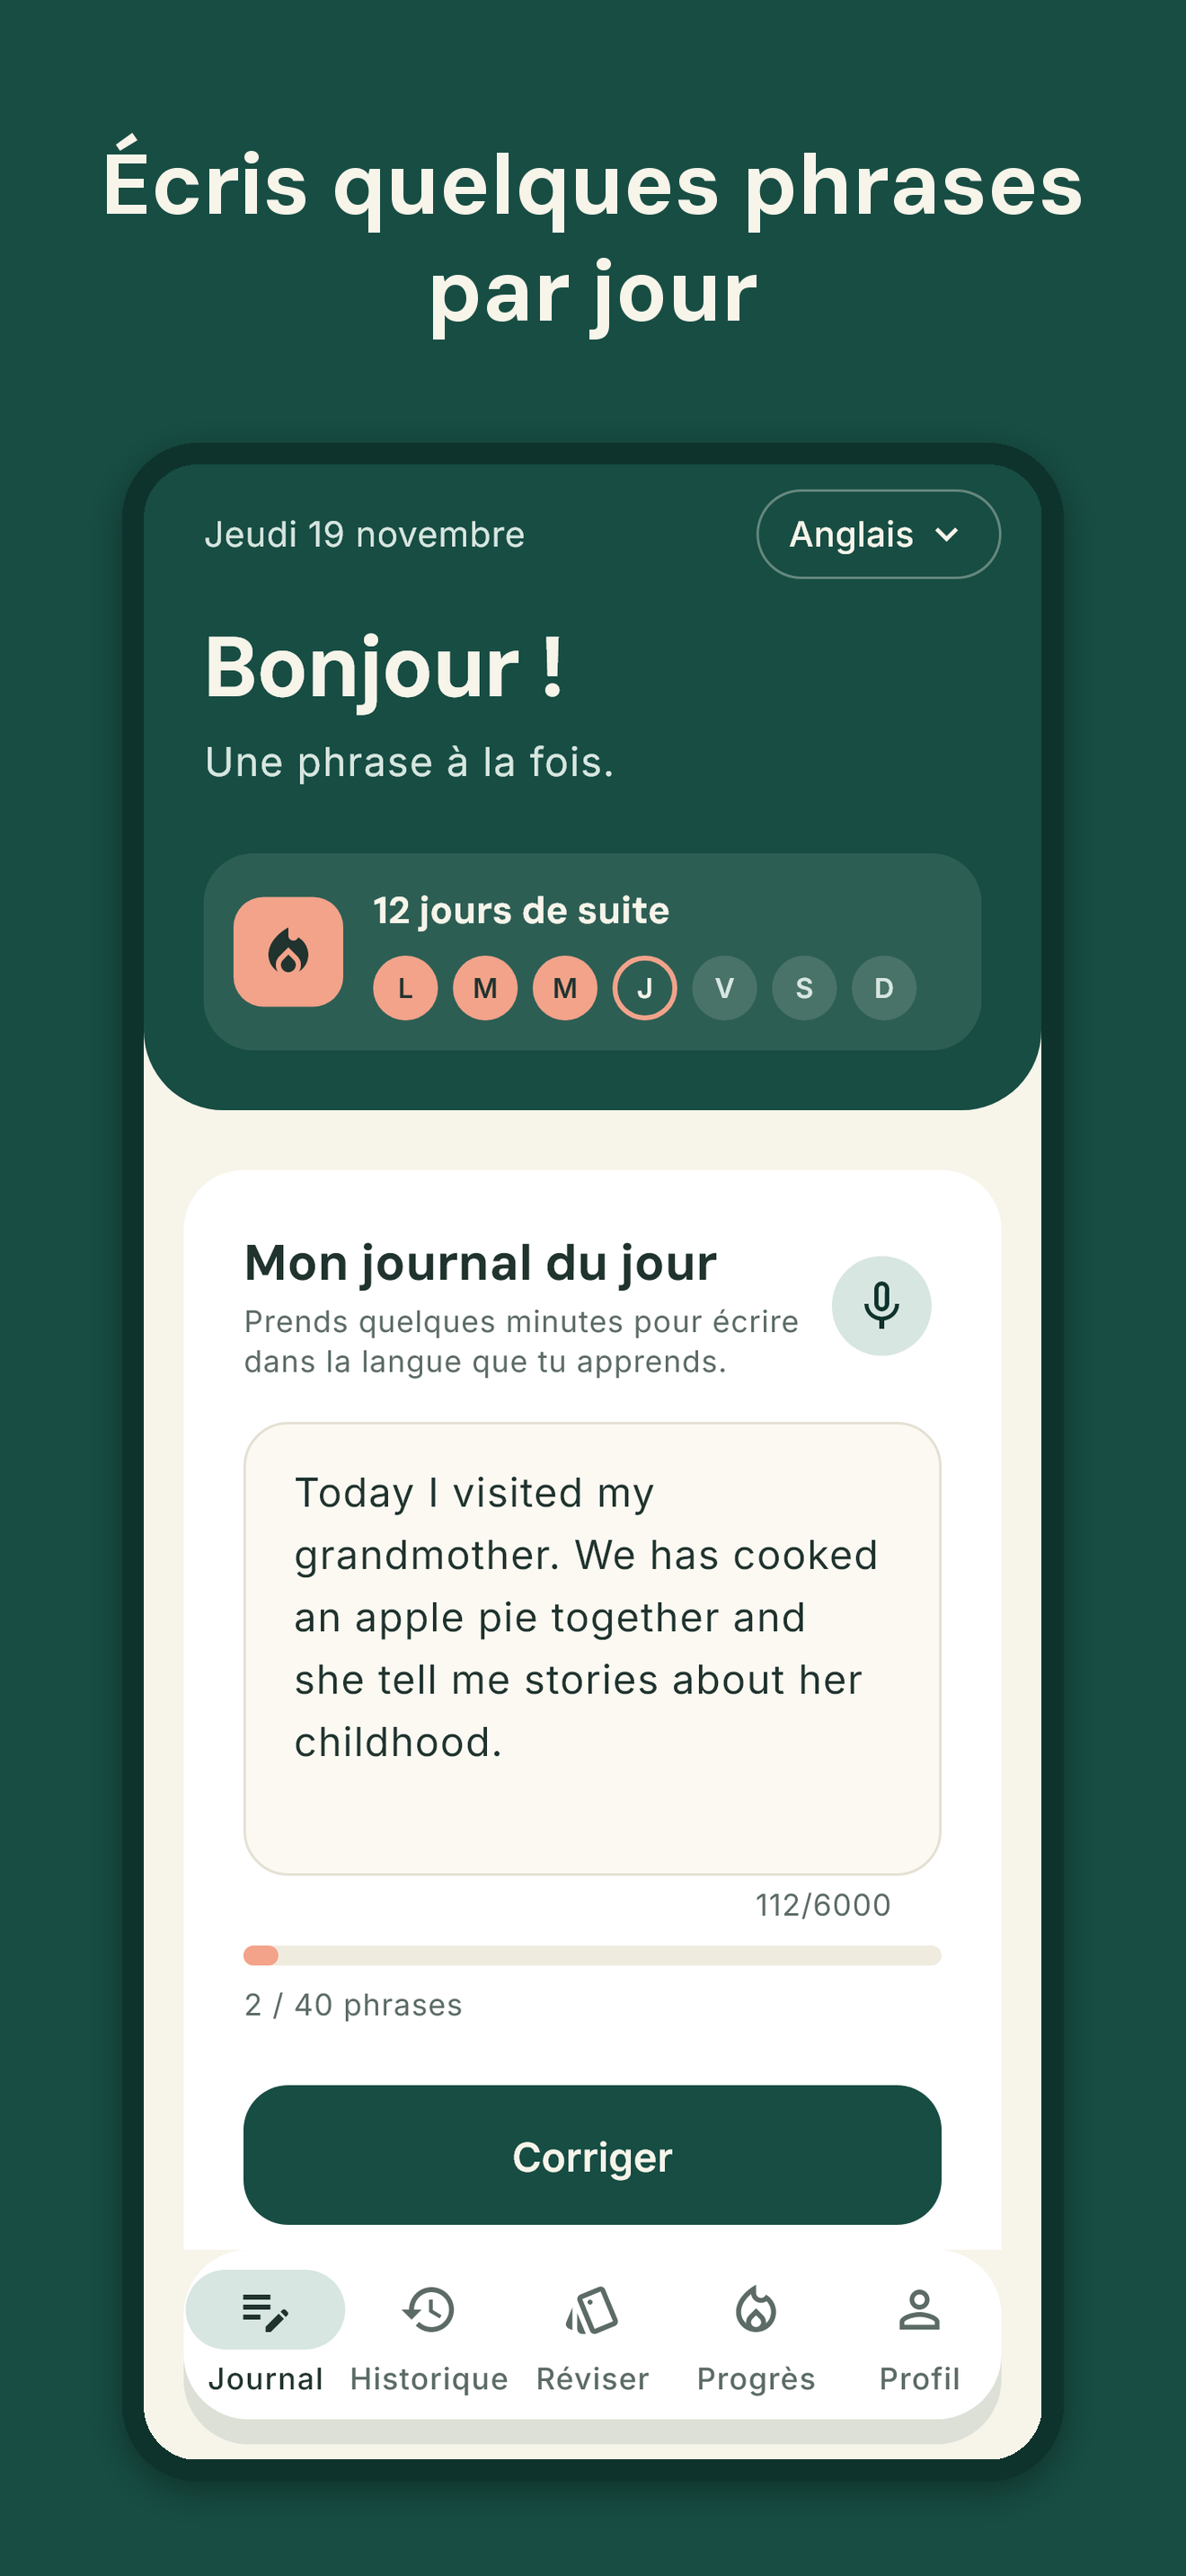 Écris quelques phrases
par jour
Jeudi 19 novembre
Anglais
Bonjour !
Une phrase à la fois.
12 jours de suite
L M M J V S D
Mon journal du jour
Prends quelques minutes pour écrire
dans la langue que tu apprends.
Today I visited my
grandmother. We has cooked
an apple pie together and
she tell me stories about her
childhood.
112/6000
2 / 40 phrases
Corriger
Journal Historique Réviser Progrès Profil